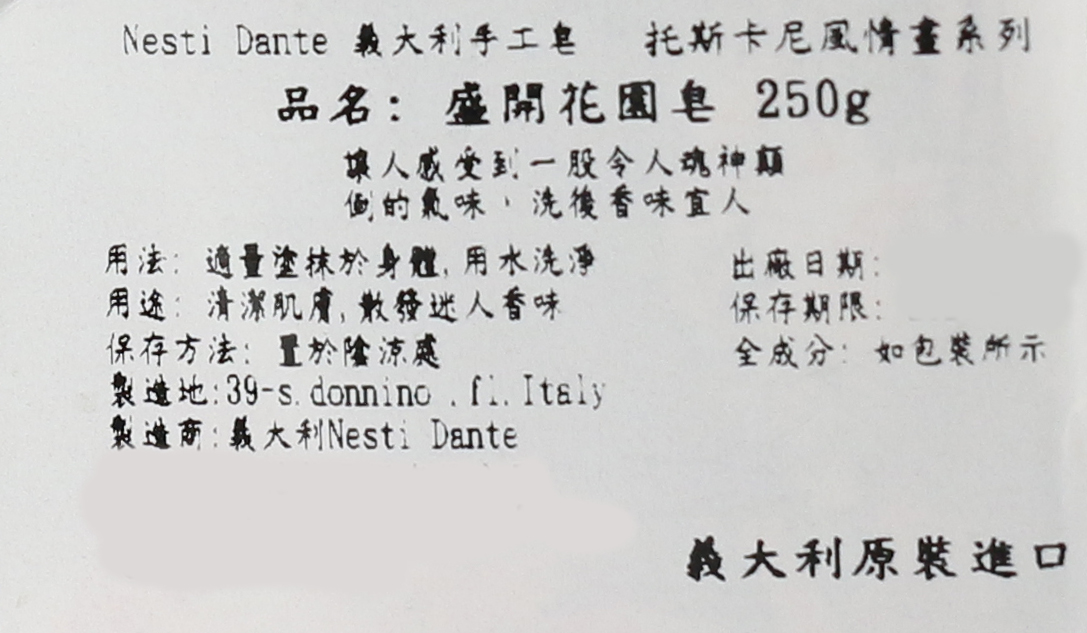 Nesti Dante 義大利手工皂 托斯卡尼風情畫系列
品名: 盛開花園皂 250g
讓人感受到一股令人魂神顛
倒的氣味,洗後香味宜人
用法: 適量塗抹於身體,用水洗淨
出廠日期:
用途: 清潔肌膚,散發迷人香味
保存期限:
保存方法: 置於陰涼處
全成分: 如包裝所示
製造地:39-s.donnino .fi.Italy
製造商:義大利Nesti Dante
義大利原裝進口